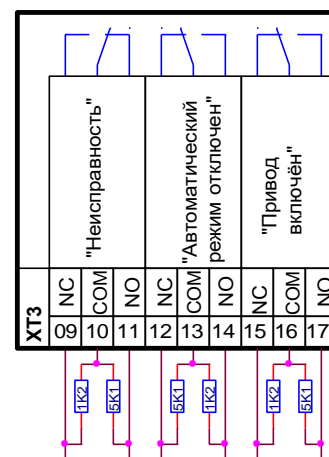 "Неисправность"
"Автоматический
режим отключен"
"Привод
включён"
XT3
NC COM NO NC COM NO NC COM NO
09 10 11 12 13 14 15 16 17
1K2 5K1 5K1 1K2 1K2 5K1